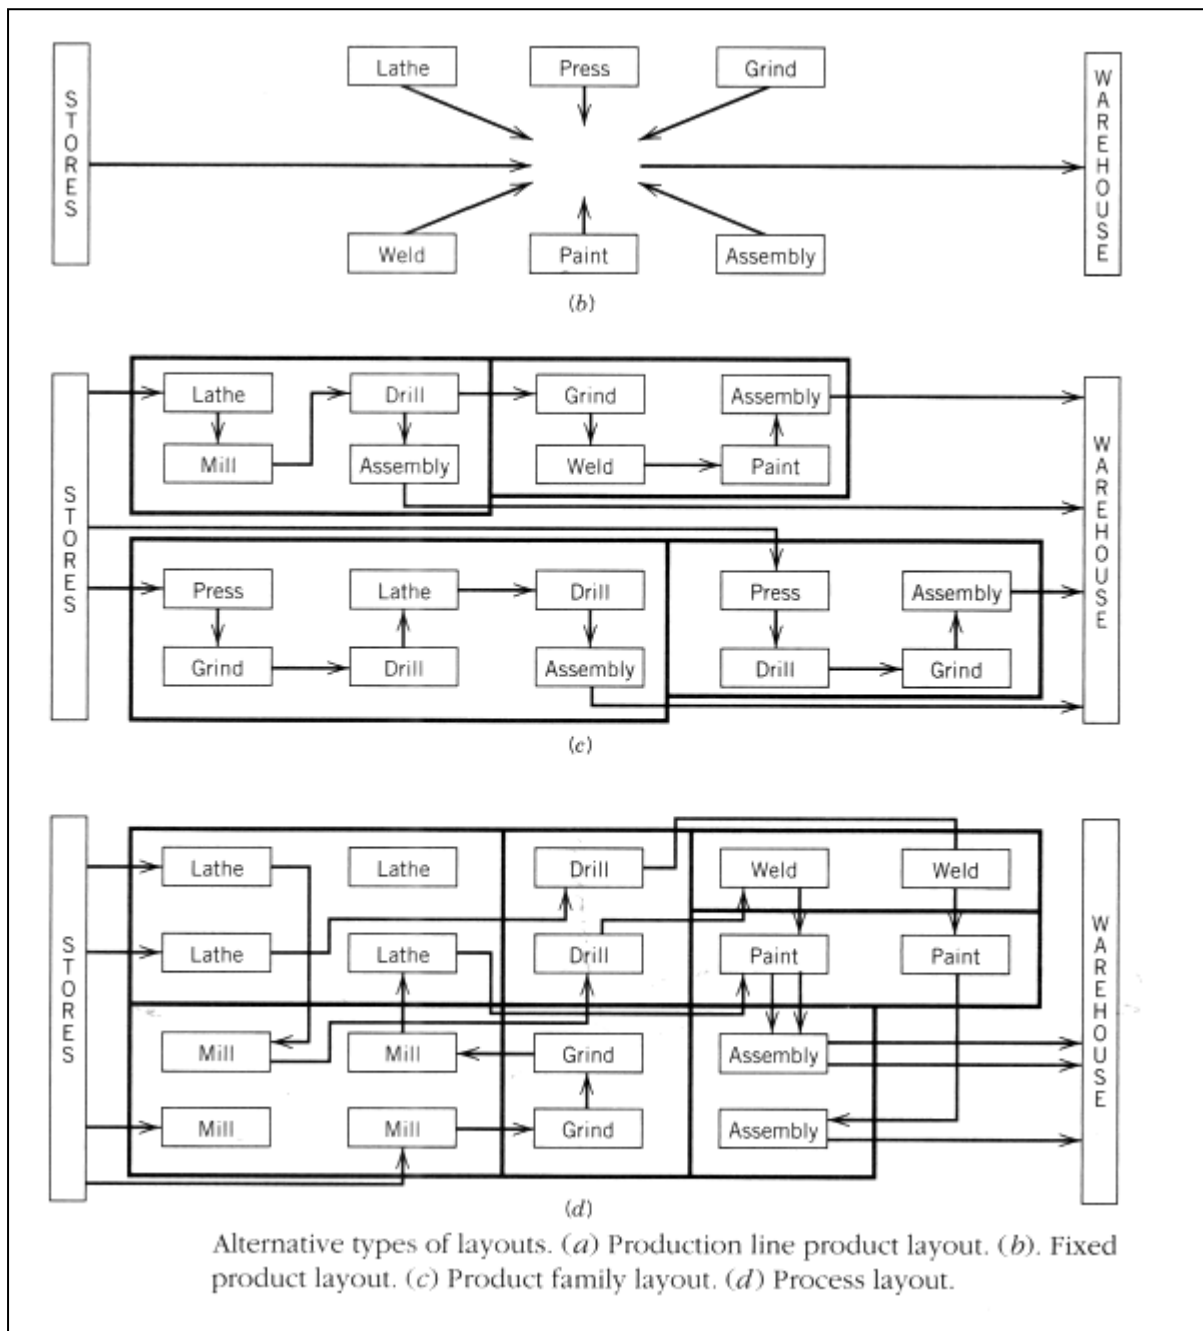 Lathe Press Grind
STORES
WAREHOUSE
Weld Paint Assembly
(b)
Lathe Drill Grind Assembly
Mill Assembly Weld Paint
STORES
WAREHOUSE
Press Lathe Drill Press Assembly
Grind Drill Assembly Drill Grind
(c)
Lathe Lathe Drill Weld Weld
Lathe Lathe Drill Paint Paint
STORES
WAREHOUSE
Mill Mill Grind Assembly
Mill Mill Grind Assembly
(d)
Alternative types of layouts. (a) Production line product layout. (b). Fixed
product layout. (c) Product family layout. (d) Process layout.